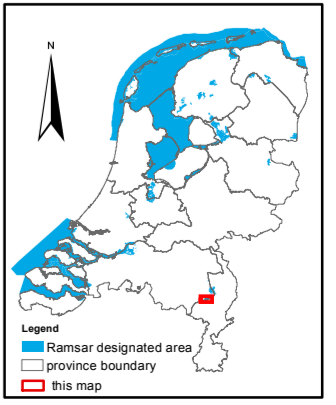 N
Legend
Ramsar designated area
province boundary
this map